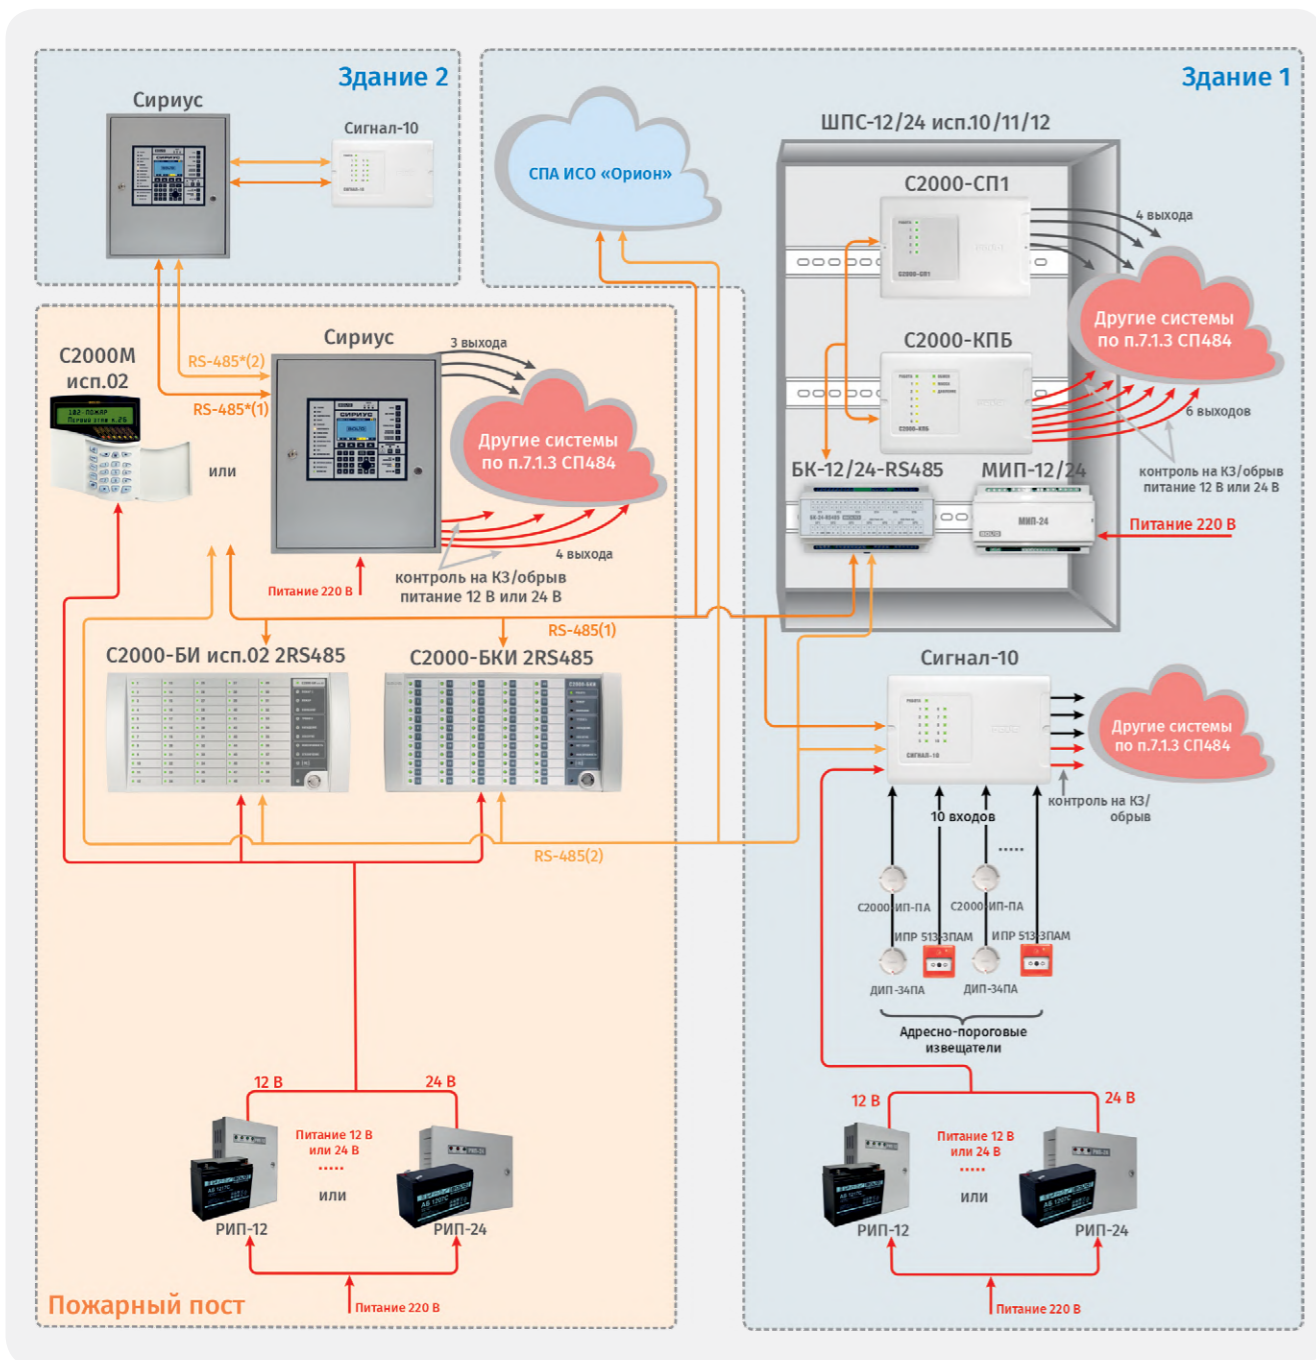 Здание 2
Сириус
Сигнал-10
Здание 1
СПА ИСО «Орион»
ШПС-12/24 исп.10/11/12
С2000-СП1
4 выхода
Другие системы
по п.7.1.3 СП484
С2000-КПБ
6 выходов
контроль на КЗ/обрыв
питание 12 В или 24 В
БК-12/24-RS485
МИП-12/24
МИП-24
Питание 220 В
С2000М
исп.02
RS-485*(2)
RS-485*(1)
или
Сириус
СИРИУС
3 выхода
Другие системы
по п.7.1.3 СП484
4 выхода
контроль на КЗ/обрыв
питание 12 В или 24 В
Питание 220 В
RS-485(1)
С2000-БИ исп.02 2RS485
С2000-БКИ 2RS485
RS-485(2)
Сигнал-10
СИГНАЛ-10
Другие системы
по п.7.1.3 СП484
контроль на КЗ/
обрыв
10 входов
.....
С2000-ИП-ПА
С2000-ИП-ПА
ИПР 513-3ПАМ
ИПР 513-3ПАМ
ДИП-34ПА
ДИП-34ПА
Адресно-пороговые
извещатели
12 В
24 В
Питание 12 В
или 24 В
.....
или
РИП-12
РИП-24
Питание 220 В
Пожарный пост
12 В
24 В
Питание 12 В
или 24 В
.....
или
РИП-12
РИП-24
Питание 220 В